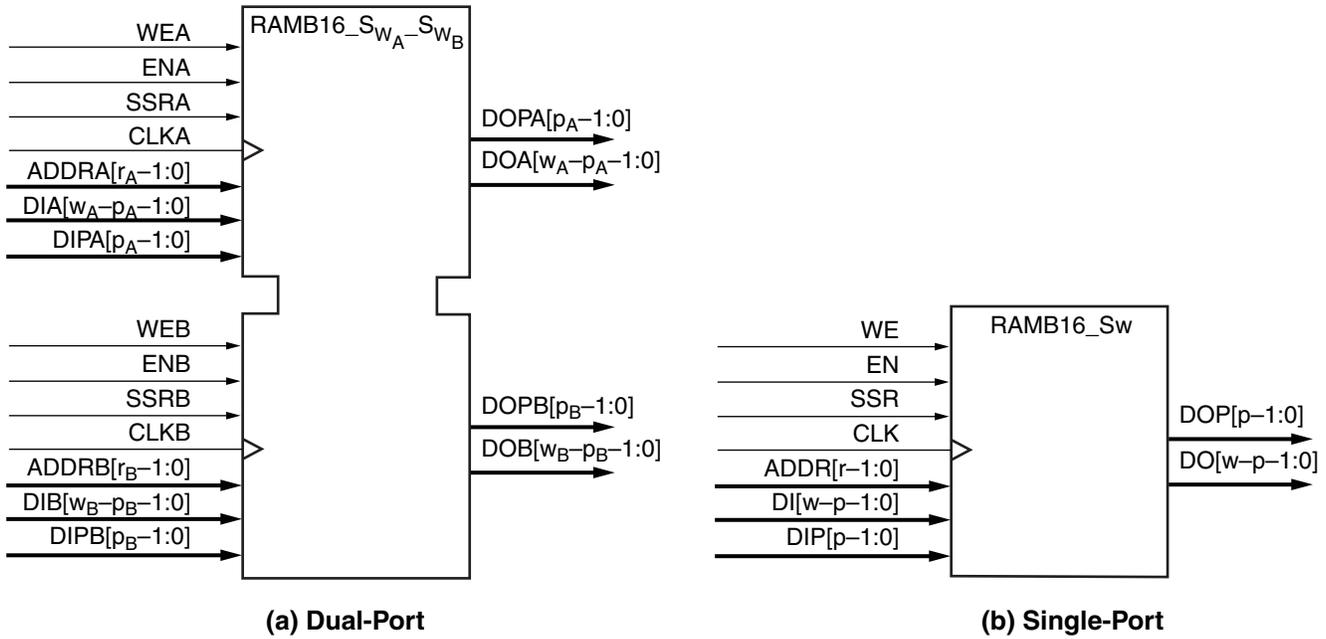 RAMB16_SWA_SWB
WEA
ENA
SSRA
CLKA
ADDRA[rA–1:0]
DIA[wA–pA–1:0]
DIPA[pA–1:0]
DOPA[pA–1:0]
DOA[wA–pA–1:0]
WEB
ENB
SSRB
CLKB
ADDRB[rB–1:0]
DIB[wB–pB–1:0]
DIPB[pB–1:0]
DOPB[pB–1:0]
DOB[wB–pB–1:0]
(a) Dual-Port
RAMB16_Sw
WE
EN
SSR
CLK
ADDR[r–1:0]
DI[w–p–1:0]
DIP[p–1:0]
DOP[p–1:0]
DO[w–p–1:0]
(b) Single-Port